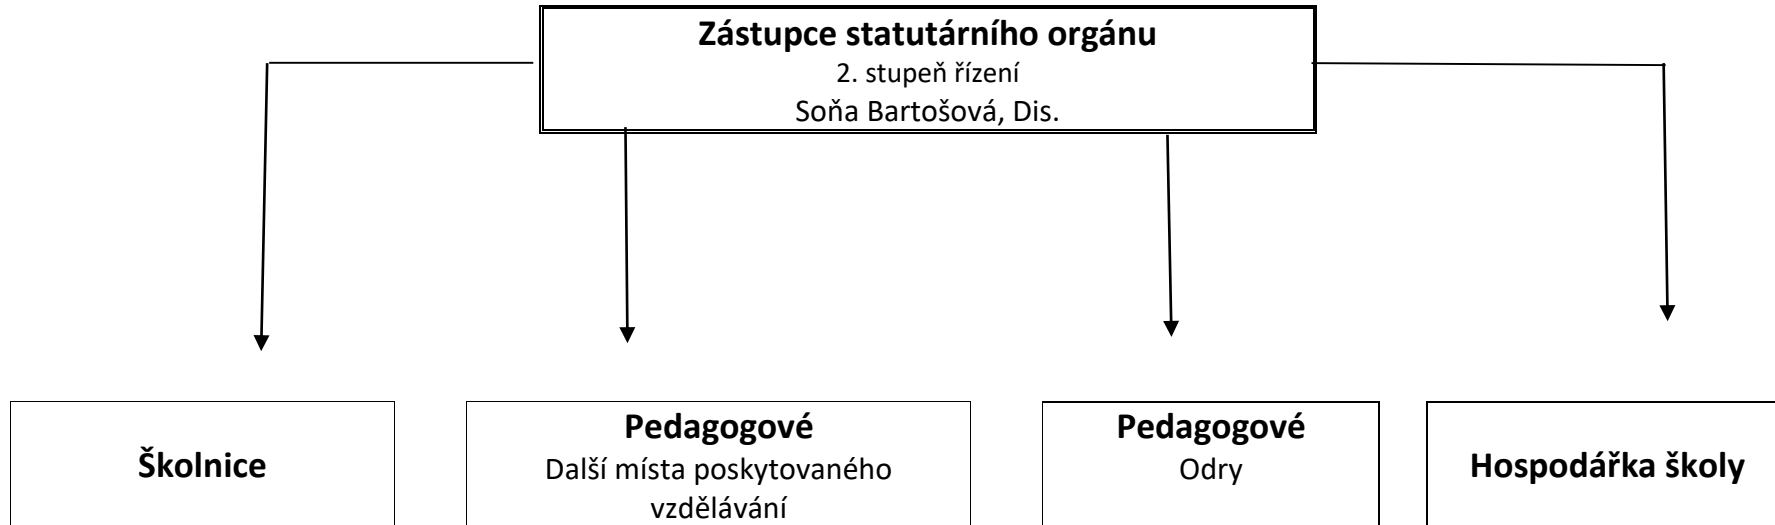 Zástupce statutárního orgánu
2. stupeň řízení
Soňa Bartošová, Dis.
Školnice
Pedagogové
Další místa poskytovaného
vzdělávání
Pedagogové
Odry
Hospodářka školy